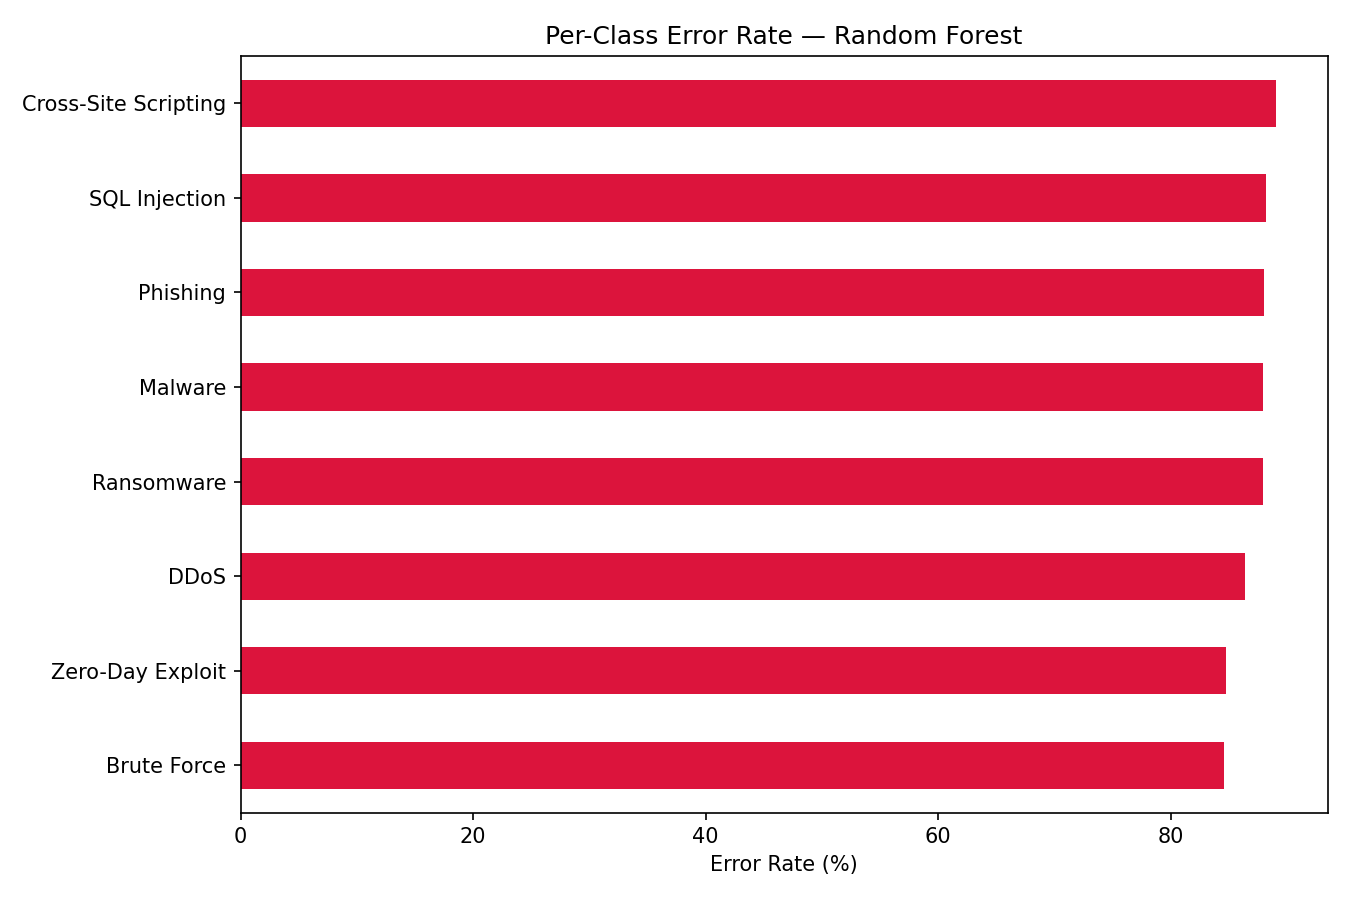 Per-Class Error Rate — Random Forest
Cross-Site Scripting
SQL Injection
Phishing
Malware
Ransomware
DDoS
Zero-Day Exploit
Brute Force
0 20 40 60 80
Error Rate (%)